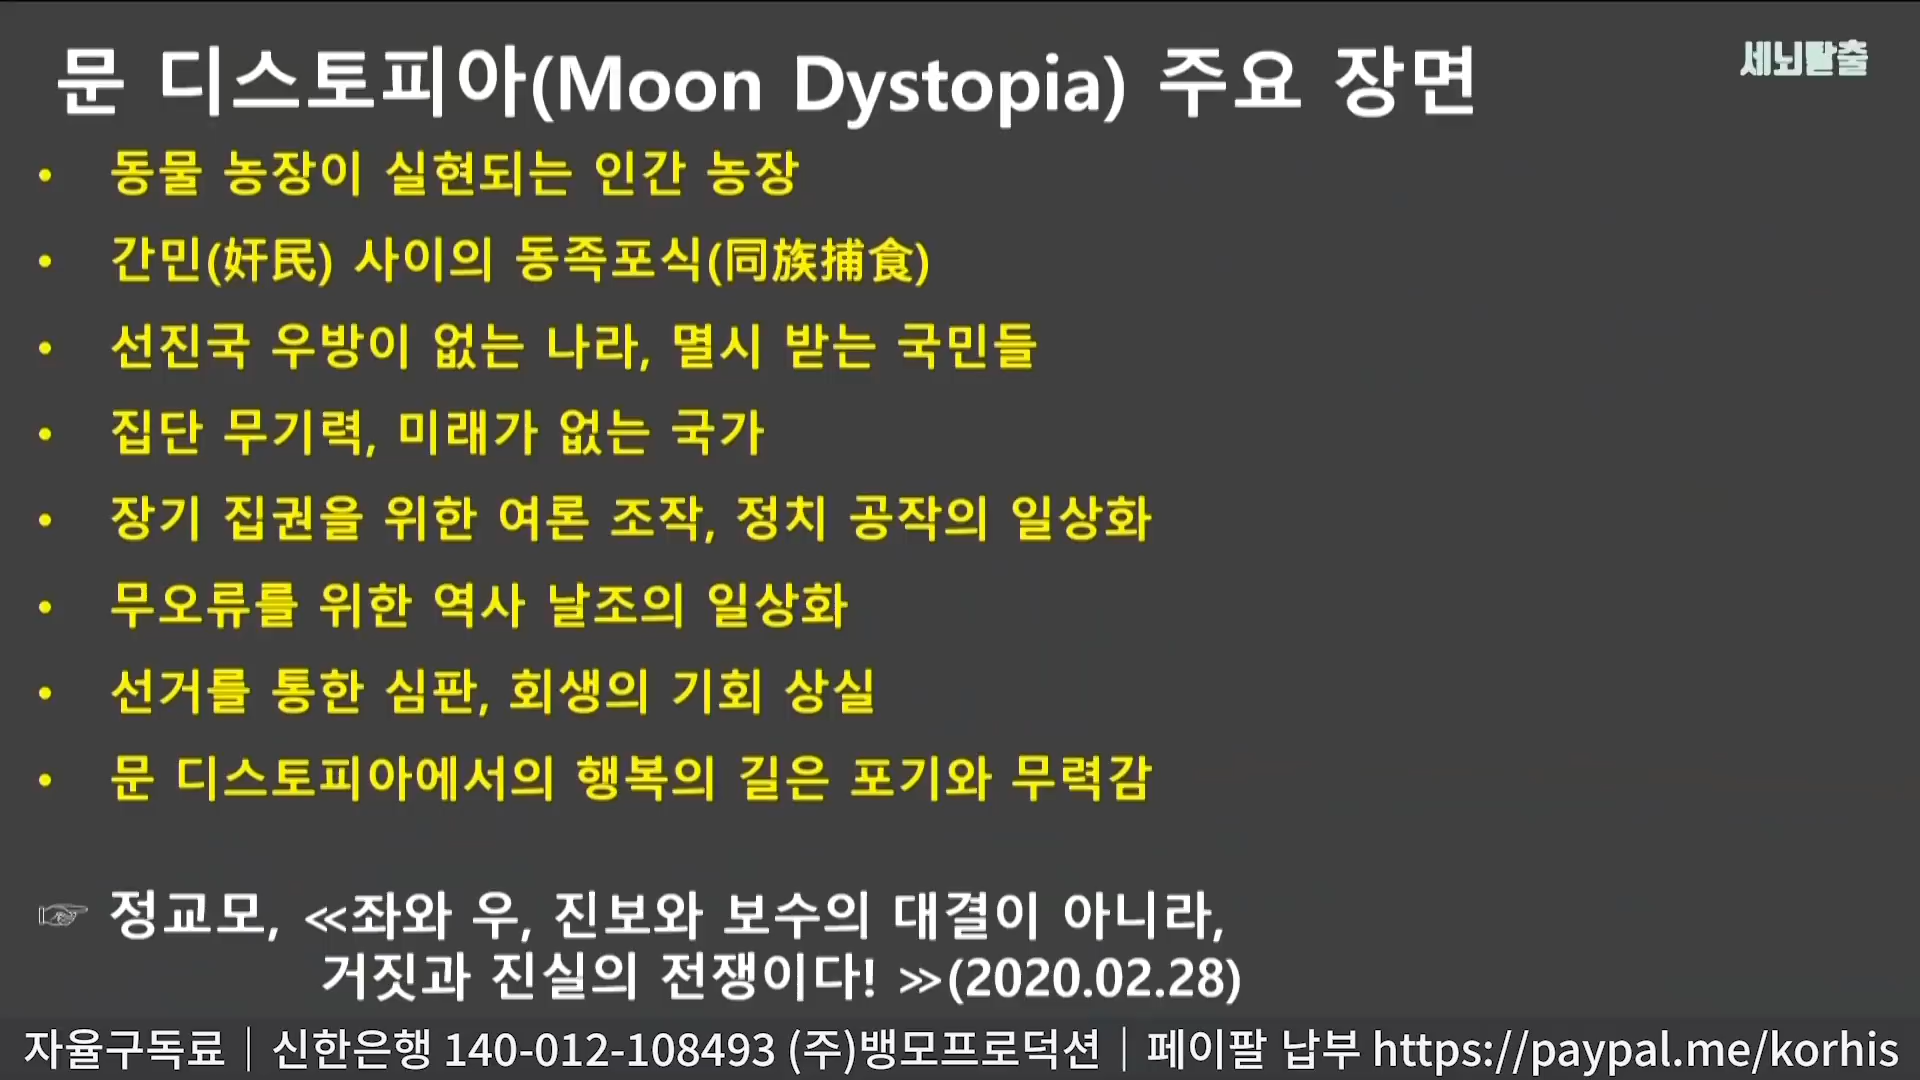 문 디스토피아(Moon Dystopia) 주요 장면
세뇌탈출
• 동물 농장이 실현되는 인간 농장
• 간민(奸民) 사이의 동족포식(同族捕食)
• 선진국 우방이 없는 나라, 멸시 받는 국민들
• 집단 무기력, 미래가 없는 국가
• 장기 집권을 위한 여론 조작, 정치 공작의 일상화
• 무오류를 위한 역사 날조의 일상화
• 선거를 통한 심판, 회생의 기회 상실
• 문 디스토피아에서의 행복의 길은 포기와 무력감
☞ 정교모, ≪좌와 우, 진보와 보수의 대결이 아니라,
거짓과 진실의 전쟁이다! ≫(2020.02.28)
자율구독료｜신한은행 140-012-108493 (주)뱅모프로덕션｜페이팔 납부 https://paypal.me/korhis